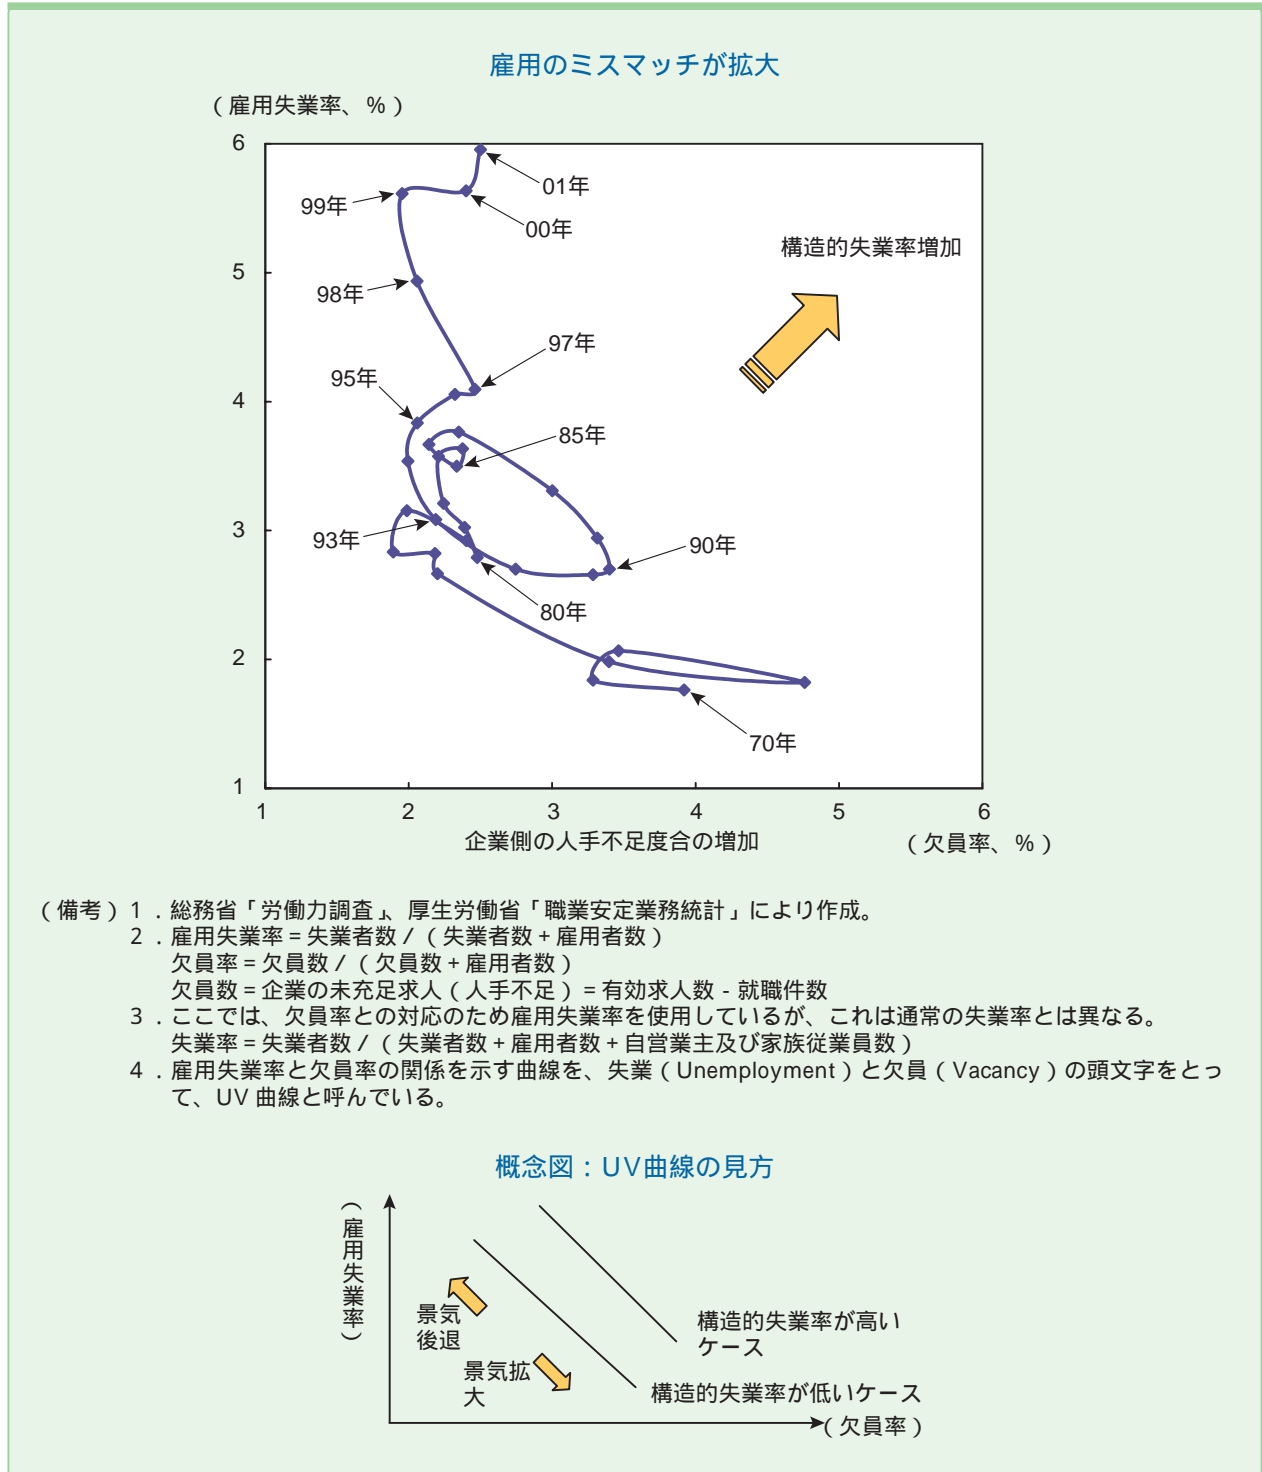 雇用のミスマッチが拡大
（雇用失業率、%）
6
01年
99年
00年
構造的失業率増加
5
98年
97年
95年
4
85年
3
93年
90年
80年
2
70年
1
1 2 3 4 5 6
企業側の人手不足度合の増加 （欠員率、%）
（備考）1．総務省「労働力調査」、厚生労働省「職業安定業務統計」により作成。
2．雇用失業率＝失業者数／（失業者数＋雇用者数）
欠員率＝欠員数／（欠員数＋雇用者数）
欠員数＝企業の未充足求人（人手不足）＝有効求人数 - 就職件数
3．ここでは、欠員率との対応のため雇用失業率を使用しているが、これは通常の失業率とは異なる。
失業率＝失業者数／（失業者数＋雇用者数＋自営業主及び家族従業員数）
4．雇用失業率と欠員率の関係を示す曲線を、失業（Unemployment）と欠員（Vacancy）の頭文字をとっ
て、UV 曲線と呼んでいる。
概念図：UV曲線の見方
（雇用失業率）
景気
後退
景気拡
大
構造的失業率が高い
ケース
構造的失業率が低いケース
（欠員率）